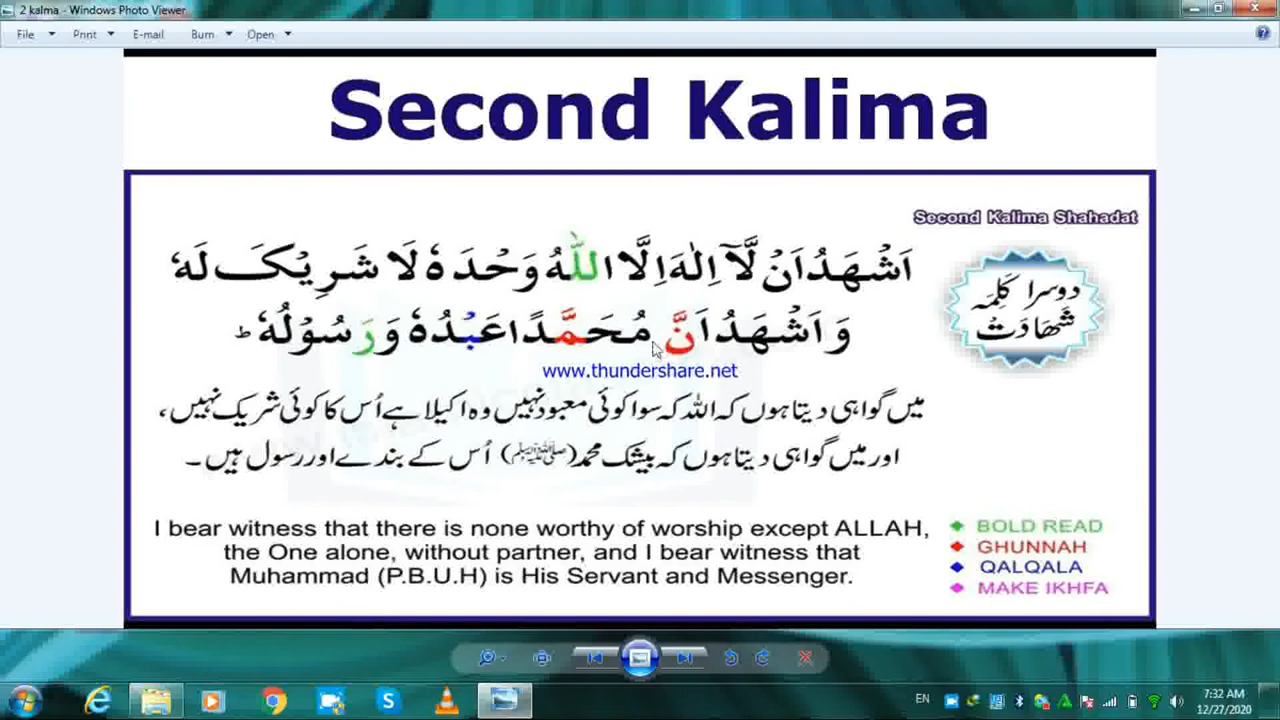 2 kalma - Windows Photo Viewer
File Print E-mail Burn Open
Second Kalima
Second Kalima Shahadat
دوسرا کلِمَہ
شھادت
اَشْهَدُ اَنْ لَّآ اِلٰهَ اِلَّا اللّٰهُ وَحْدَهٗ لَا شَرِيْكَ لَهٗ
وَ اَشْهَدُ اَنَّ مُحَمَّدًا عَبْدُهٗ وَ رَسُوْلُهٗ ؕ
www.thundershare.net
میں گواہی دیتا ہوں کہ اللہ کہ سوا کوئی معبود نہیں وہ اکیلا ہے اُس کا کوئی شریک نہیں،
اور میں گواہی دیتا ہوں کہ بیشک محمد (ﷺ) اُس کے بندے اور رسول ہیں۔
I bear witness that there is none worthy of worship except ALLAH,
the One alone, without partner, and I bear witness that
Muhammad (P.B.U.H) is His Servant and Messenger.
BOLD READ
GHUNNAH
QALQALA
MAKE IKHFA
EN
7:32 AM
12/27/2020